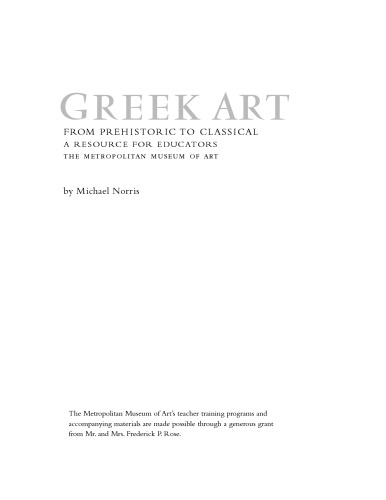 GREEK ART
FROM PREHISTORIC TO CLASSICAL
A RESOURCE FOR EDUCATORS
THE METROPOLITAN MUSEUM OF ART
by Michael Norris
The Metropolitan Museum of Art's teacher training programs and
accompanying materials are made possible through a generous grant
from Mr. and Mrs. Frederick P. Rose.